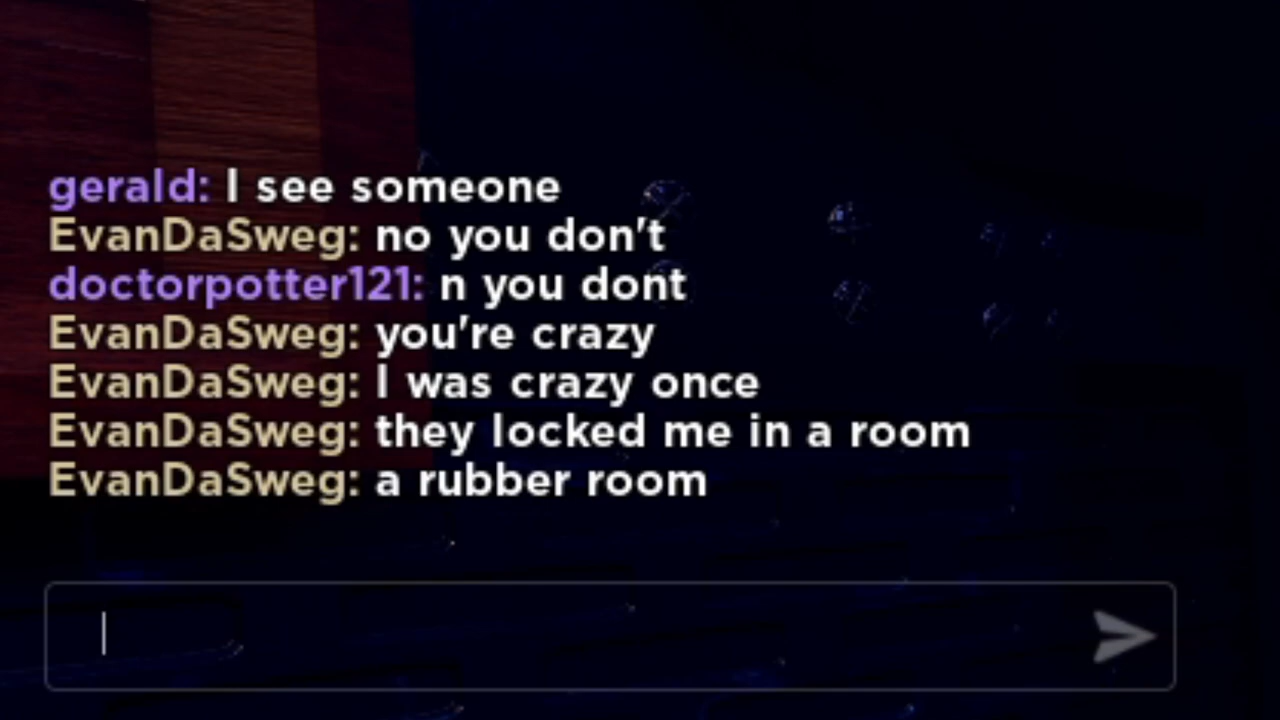 gerald: I see someone
EvanDaSweg: no you don't
doctorpotter121: n you dont
EvanDaSweg: you're crazy
EvanDaSweg: I was crazy once
EvanDaSweg: they locked me in a room
EvanDaSweg: a rubber room